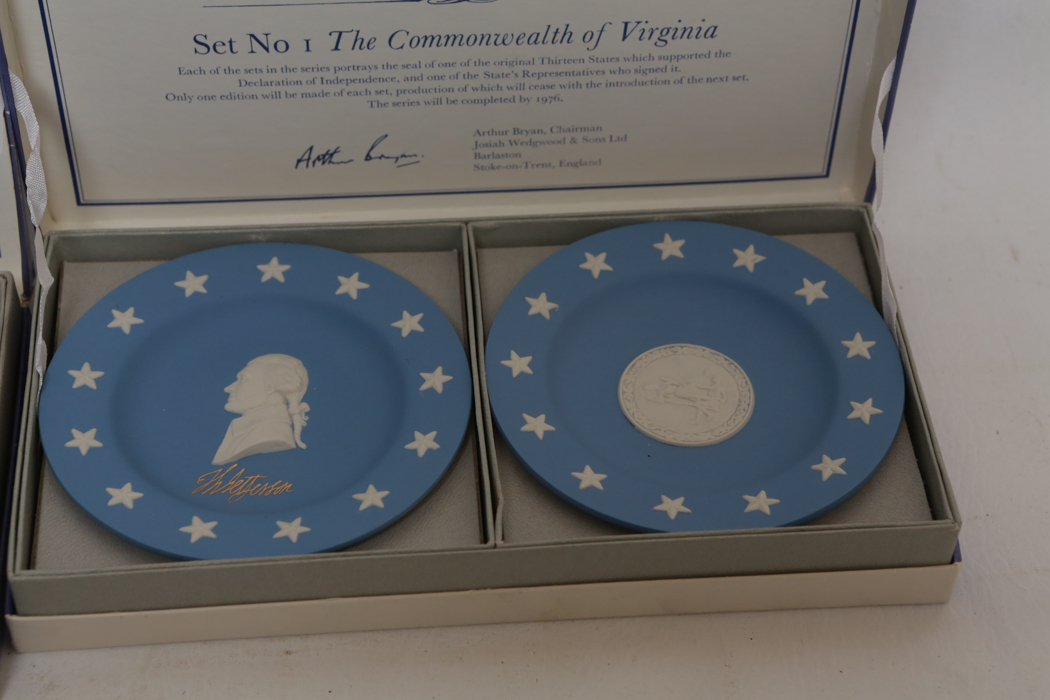 Set No 1 The Commonwealth of Virginia
Each of the sets in the series portrays the seal of one of the original Thirteen States which supported the
Declaration of Independence, and one of the State's Representatives who signed it.
Only one edition will be made of each set, production of which will cease with the introduction of the next set.
The series will be completed by 1976.
Arthur Bryan.
Arthur Bryan, Chairman
Josiah Wedgwood & Sons Ltd
Barlaston
Stoke-on-Trent, England
Th Jefferson